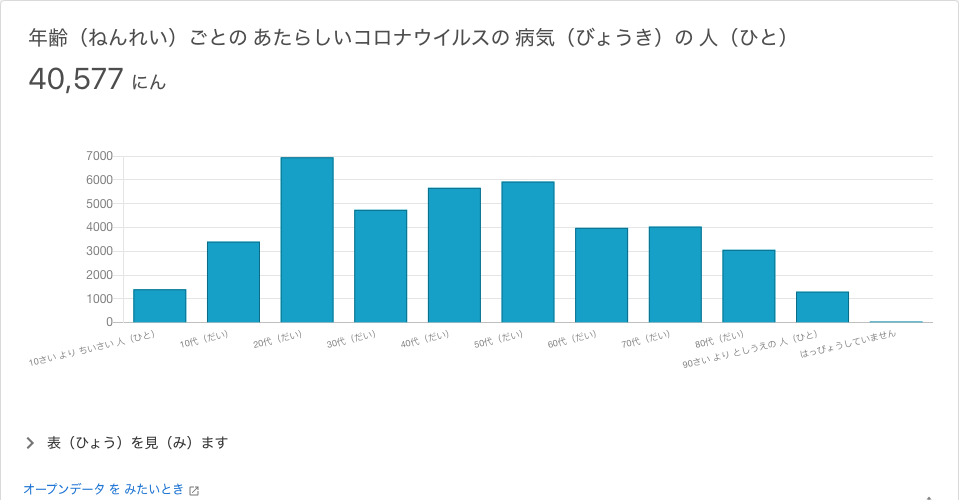 年齢（ねんれい）ごとの あたらしいコロナウイルスの 病気（びょうき）の 人（ひと）
40,577 にん
7000
6000
5000
4000
3000
2000
1000
0
10さい より ちいさい 人（ひと）
10代（だい）
20代（だい）
30代（だい）
40代（だい）
50代（だい）
60代（だい）
70代（だい）
80代（だい）
90さい より としうえの 人（ひと）
はっぴょうしていません
表（ひょう）を見（み）ます
オープンデータ を みたいとき